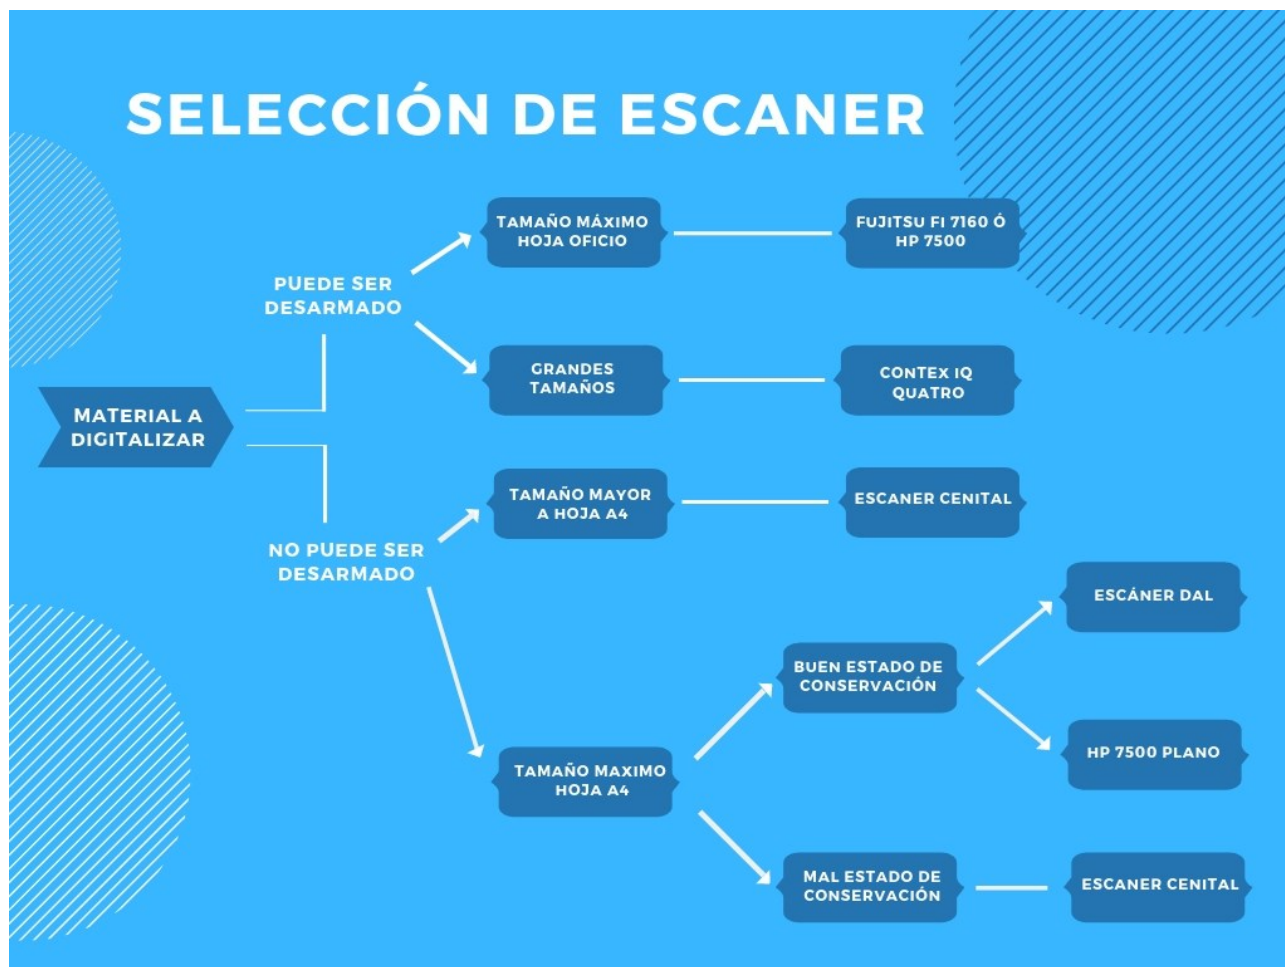 SELECCIÓN DE ESCANER
TAMAÑO MÁXIMO
HOJA OFICIO
FUJITSU FI 7160 Ó
HP 7500
PUEDE SER
DESARMADO
GRANDES
TAMAÑOS
CONTEX IQ
QUATRO
MATERIAL A
DIGITALIZAR
TAMAÑO MAYOR
A HOJA A4
ESCANER CENITAL
NO PUEDE SER
DESARMADO
ESCÁNER DAL
BUEN ESTADO DE
CONSERVACIÓN
HP 7500 PLANO
TAMAÑO MAXIMO
HOJA A4
MAL ESTADO DE
CONSERVACIÓN
ESCANER CENITAL